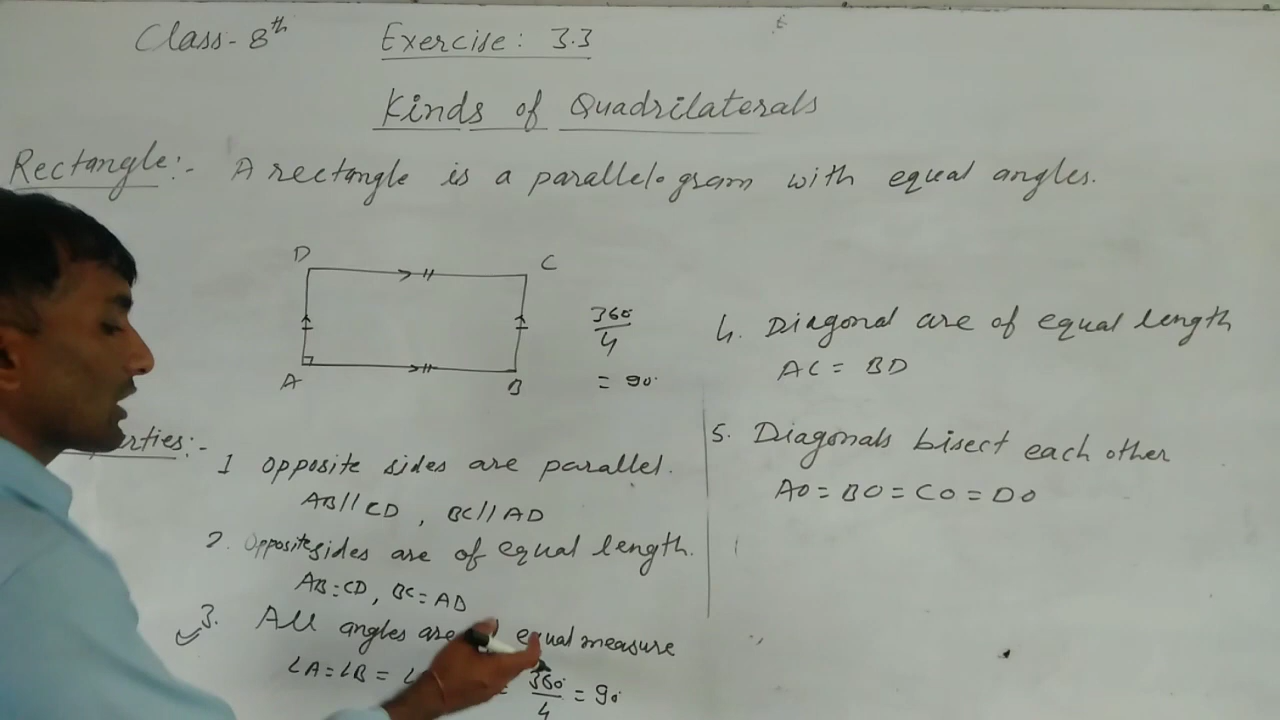 Class-8th Exercise: 3.3
Kinds of Quadrilaterals
Rectangle:- A rectangle is a parallelogram with equal angles.
D C
A B
360°
4
= 90°
erties:-
1 opposite sides are parallel.
AB//CD, BC//AD
2. Opposite sides are of equal length.
AB=CD, BC=AD
3. All angles are equal measure
∠A=∠B= ∠ = 360°/4 = 90°
4. Diagonal are of equal length
AC = BD
5. Diagonals bisect each other
AO=BO=CO=DO